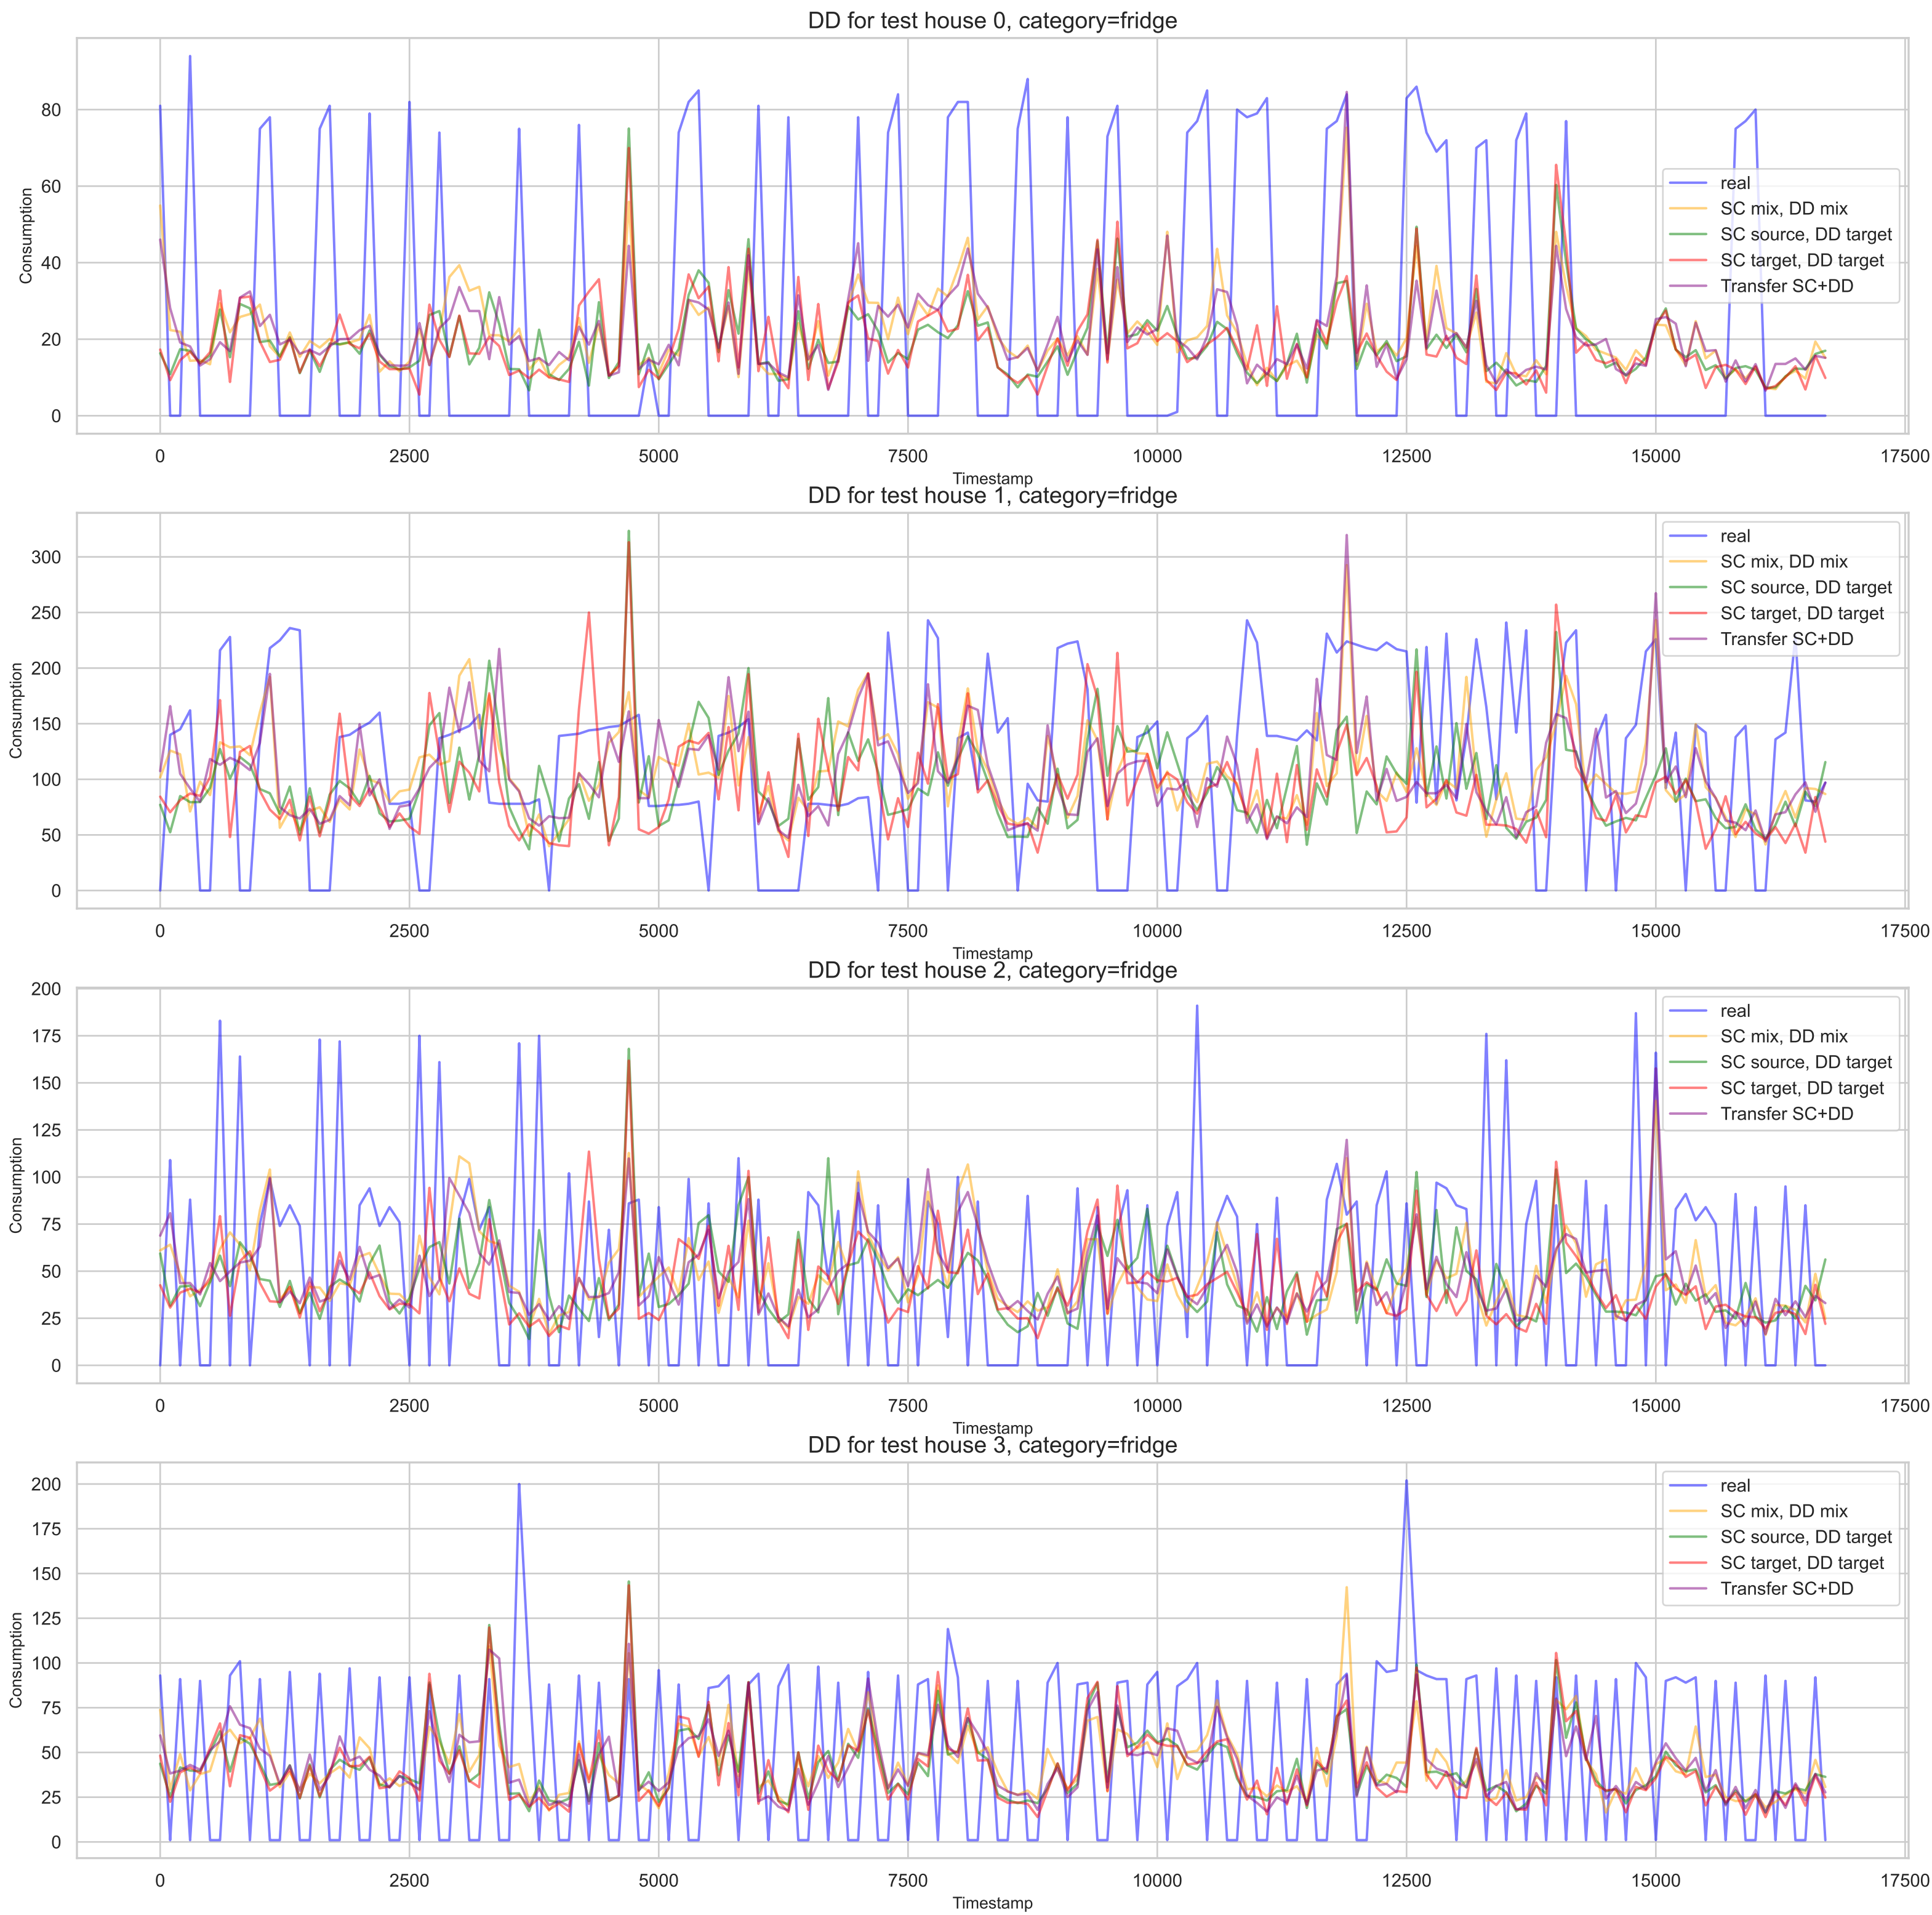 DD for test house 0, category=fridge
Consumption
80
60
40
20
0
real
SC mix, DD mix
SC source, DD target
SC target, DD target
Transfer SC+DD
0 2500 5000 7500 10000 12500 15000 17500
Timestamp
DD for test house 1, category=fridge
Consumption
300
250
200
150
100
50
0
real
SC mix, DD mix
SC source, DD target
SC target, DD target
Transfer SC+DD
0 2500 5000 7500 10000 12500 15000 17500
Timestamp
DD for test house 2, category=fridge
Consumption
200
175
150
125
100
75
50
25
0
real
SC mix, DD mix
SC source, DD target
SC target, DD target
Transfer SC+DD
0 2500 5000 7500 10000 12500 15000 17500
Timestamp
DD for test house 3, category=fridge
Consumption
200
175
150
125
100
75
50
25
0
real
SC mix, DD mix
SC source, DD target
SC target, DD target
Transfer SC+DD
0 2500 5000 7500 10000 12500 15000 17500
Timestamp